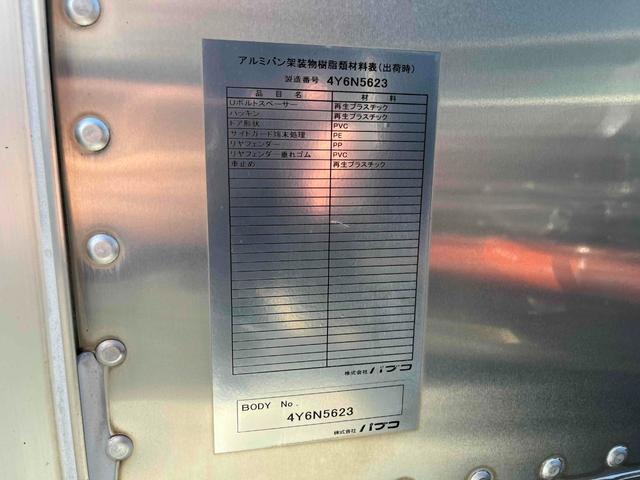 アルミバン架装物樹脂類材料表(出荷時)
製造番号 4Y6N5623
品目名 材料
Uボルトスペーサー 再生プラスチック
パッキン 再生プラスチック
ドア形状 PVC
サイドガード端末処理 PE
リヤフェンダー PP
リヤフェンダー垂れゴム PVC
車止め 再生プラスチック
株式会社 パブコ
BODY No.
4Y6N5623
株式会社 パブコ